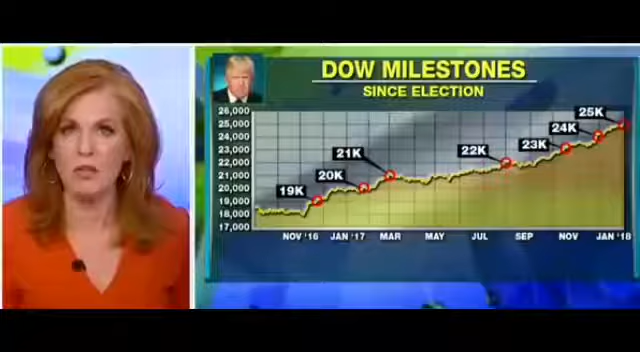 DOW MILESTONES
SINCE ELECTION
26,000
25,000
24,000
23,000
22,000
21,000
20,000
19,000
18,000
17,000
19K
20K
21K
22K
23K
24K
25K
NOV '16 JAN '17 MAR MAY JUL SEP NOV JAN '18